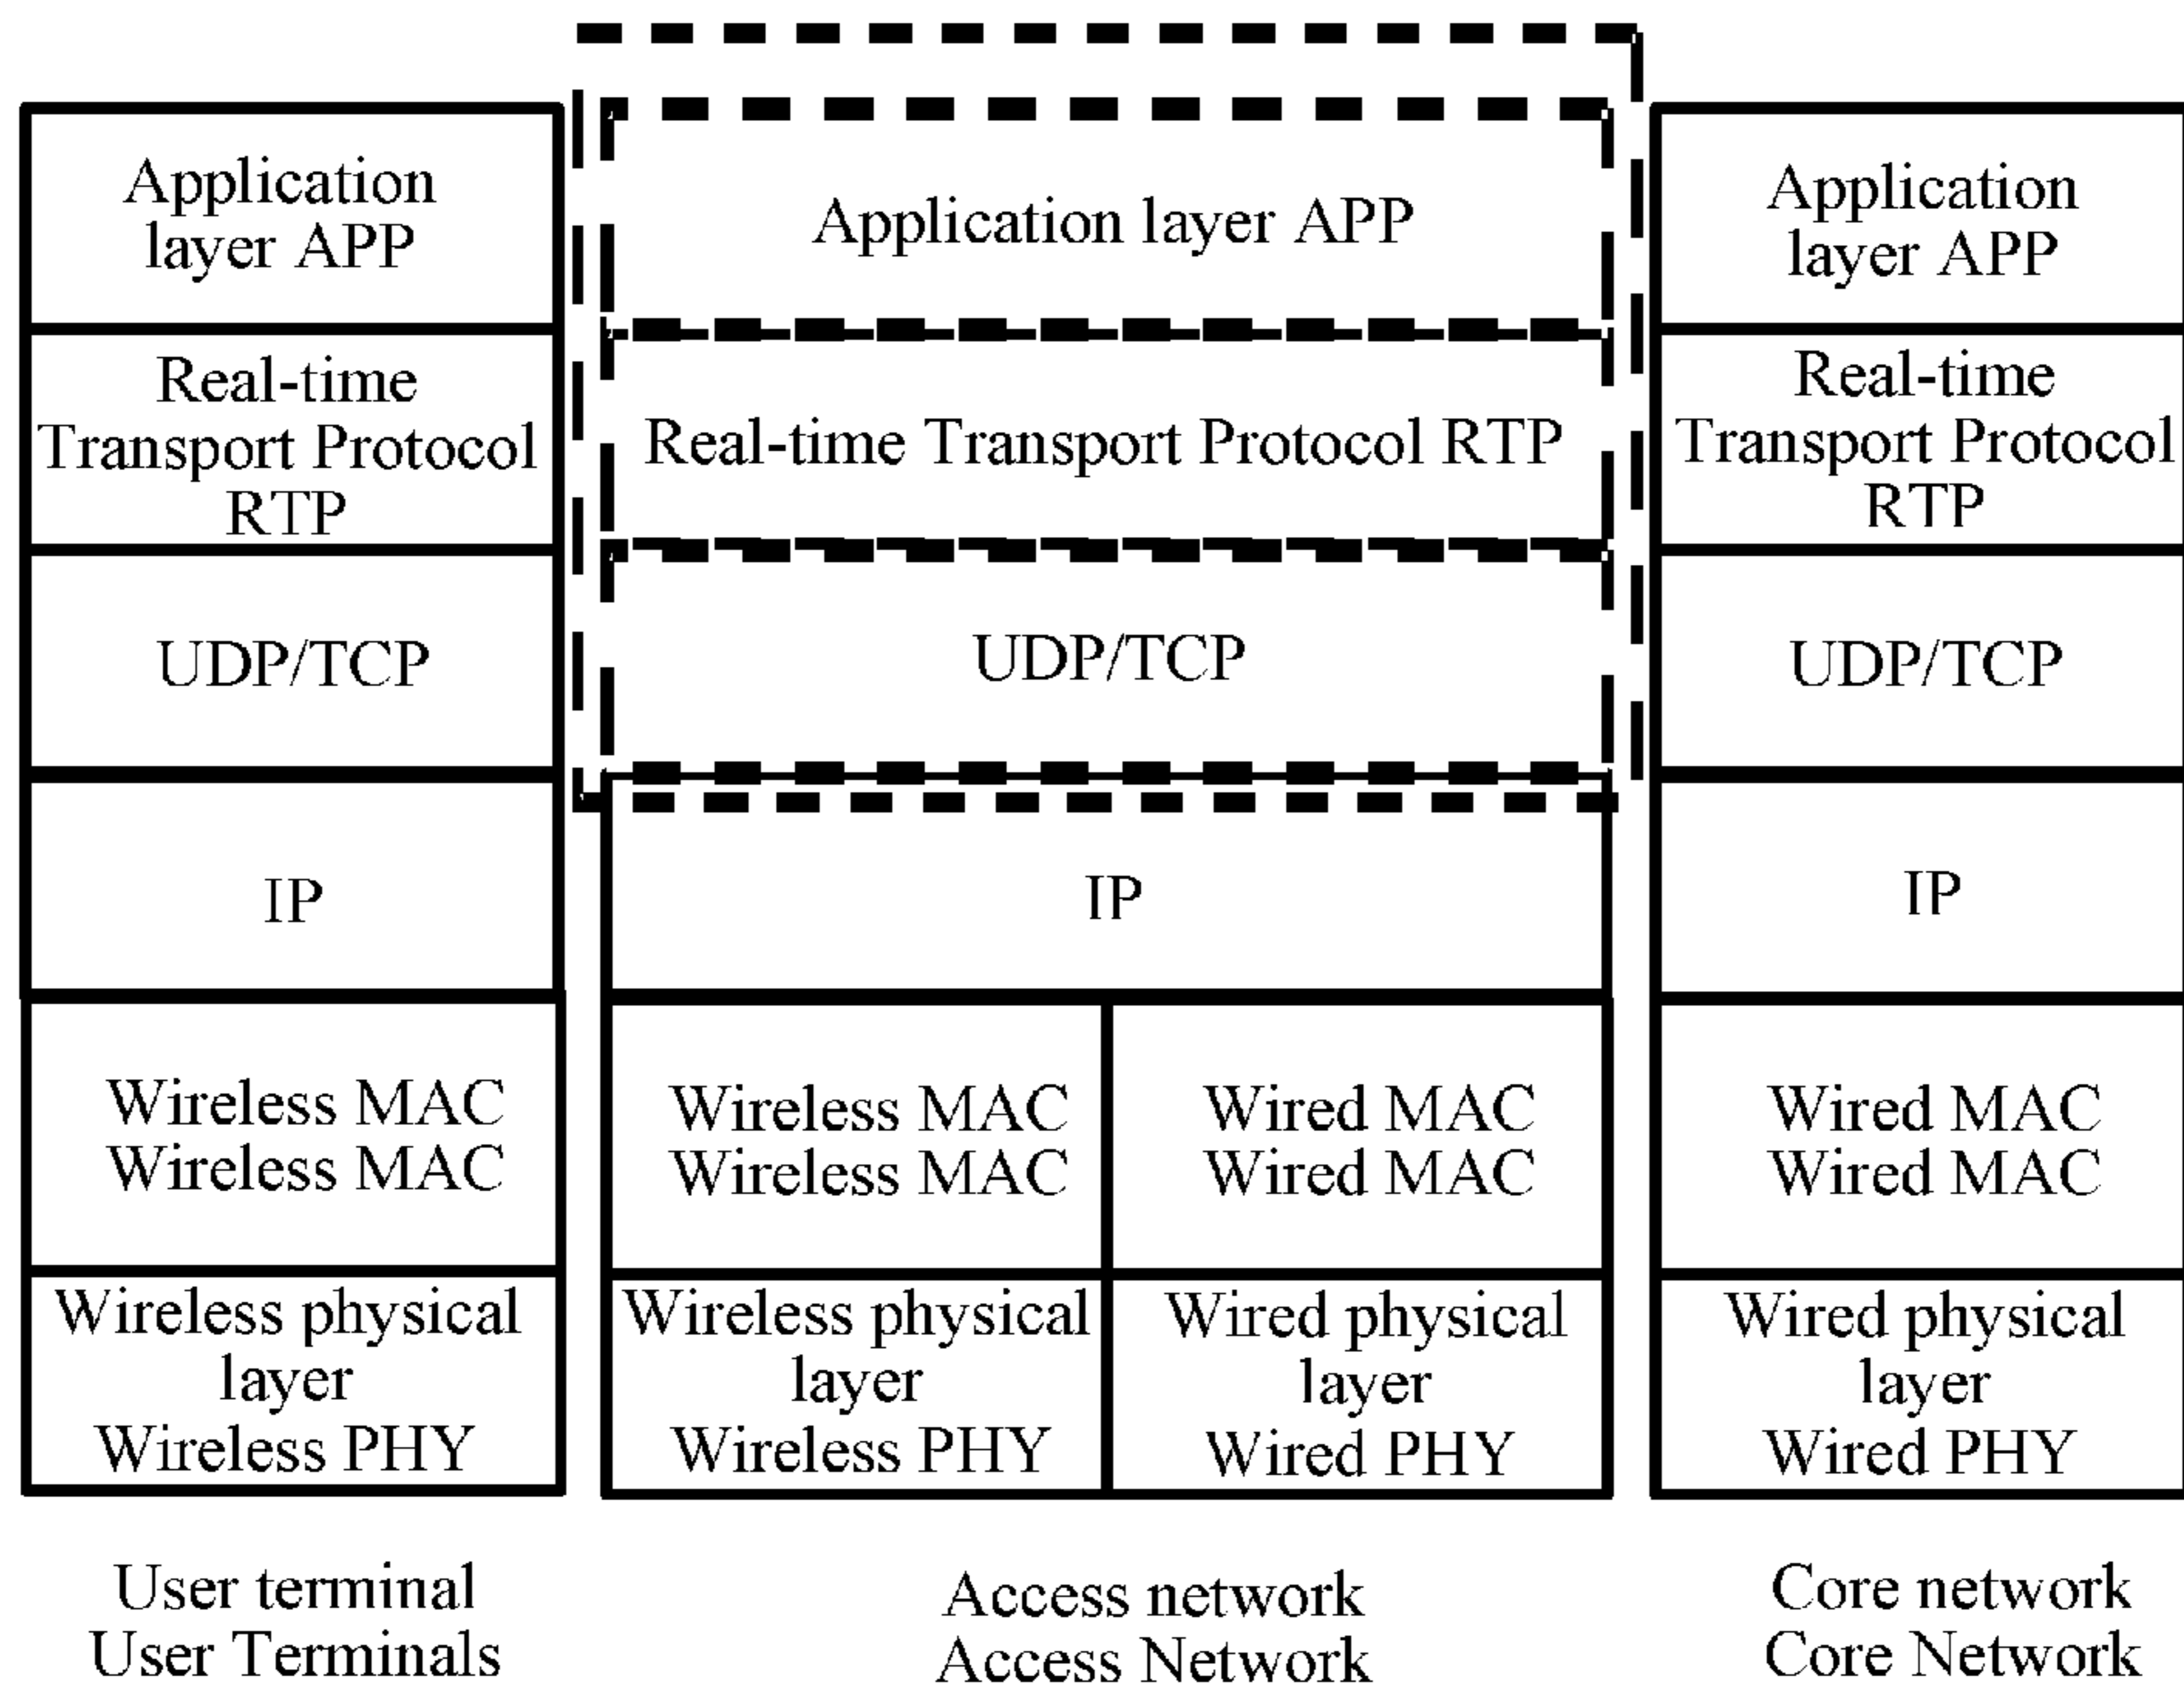 Application
layer APP
Real-time
Transport Protocol
RTP
UDP/TCP
IP
Wireless MAC
Wireless MAC
Wireless physical
layer
Wireless PHY
User terminal
User Terminals
Application layer APP
Real-time Transport Protocol RTP
UDP/TCP
IP
Wireless MAC
Wireless MAC
Wired MAC
Wired MAC
Wireless physical
layer
Wireless PHY
Wired physical
layer
Wired PHY
Access network
Access Network
Application
layer APP
Real-time
Transport Protocol
RTP
UDP/TCP
IP
Wired MAC
Wired MAC
Wired physical
layer
Wired PHY
Core network
Core Network